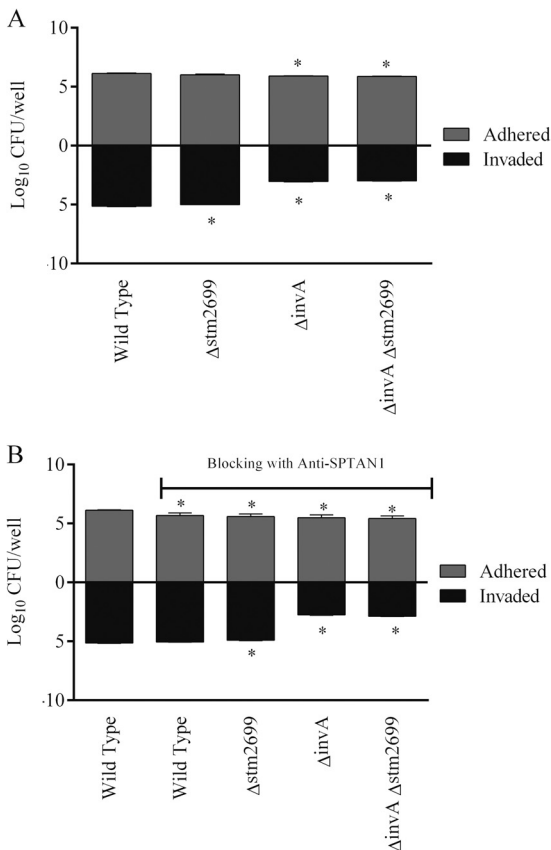 A
10
5
0
5
·10
Log10 CFU/well
Adhered
Invaded
*
*
*
*
*
Wild Type
Δstm2699
ΔinvA
ΔinvA Δstm2699
B
Blocking with Anti-SPTAN1
10
5
0
5
·10
Log10 CFU/well
Adhered
Invaded
*
*
*
*
*
*
*
Wild Type
Wild Type
Δstm2699
ΔinvA
ΔinvA Δstm2699